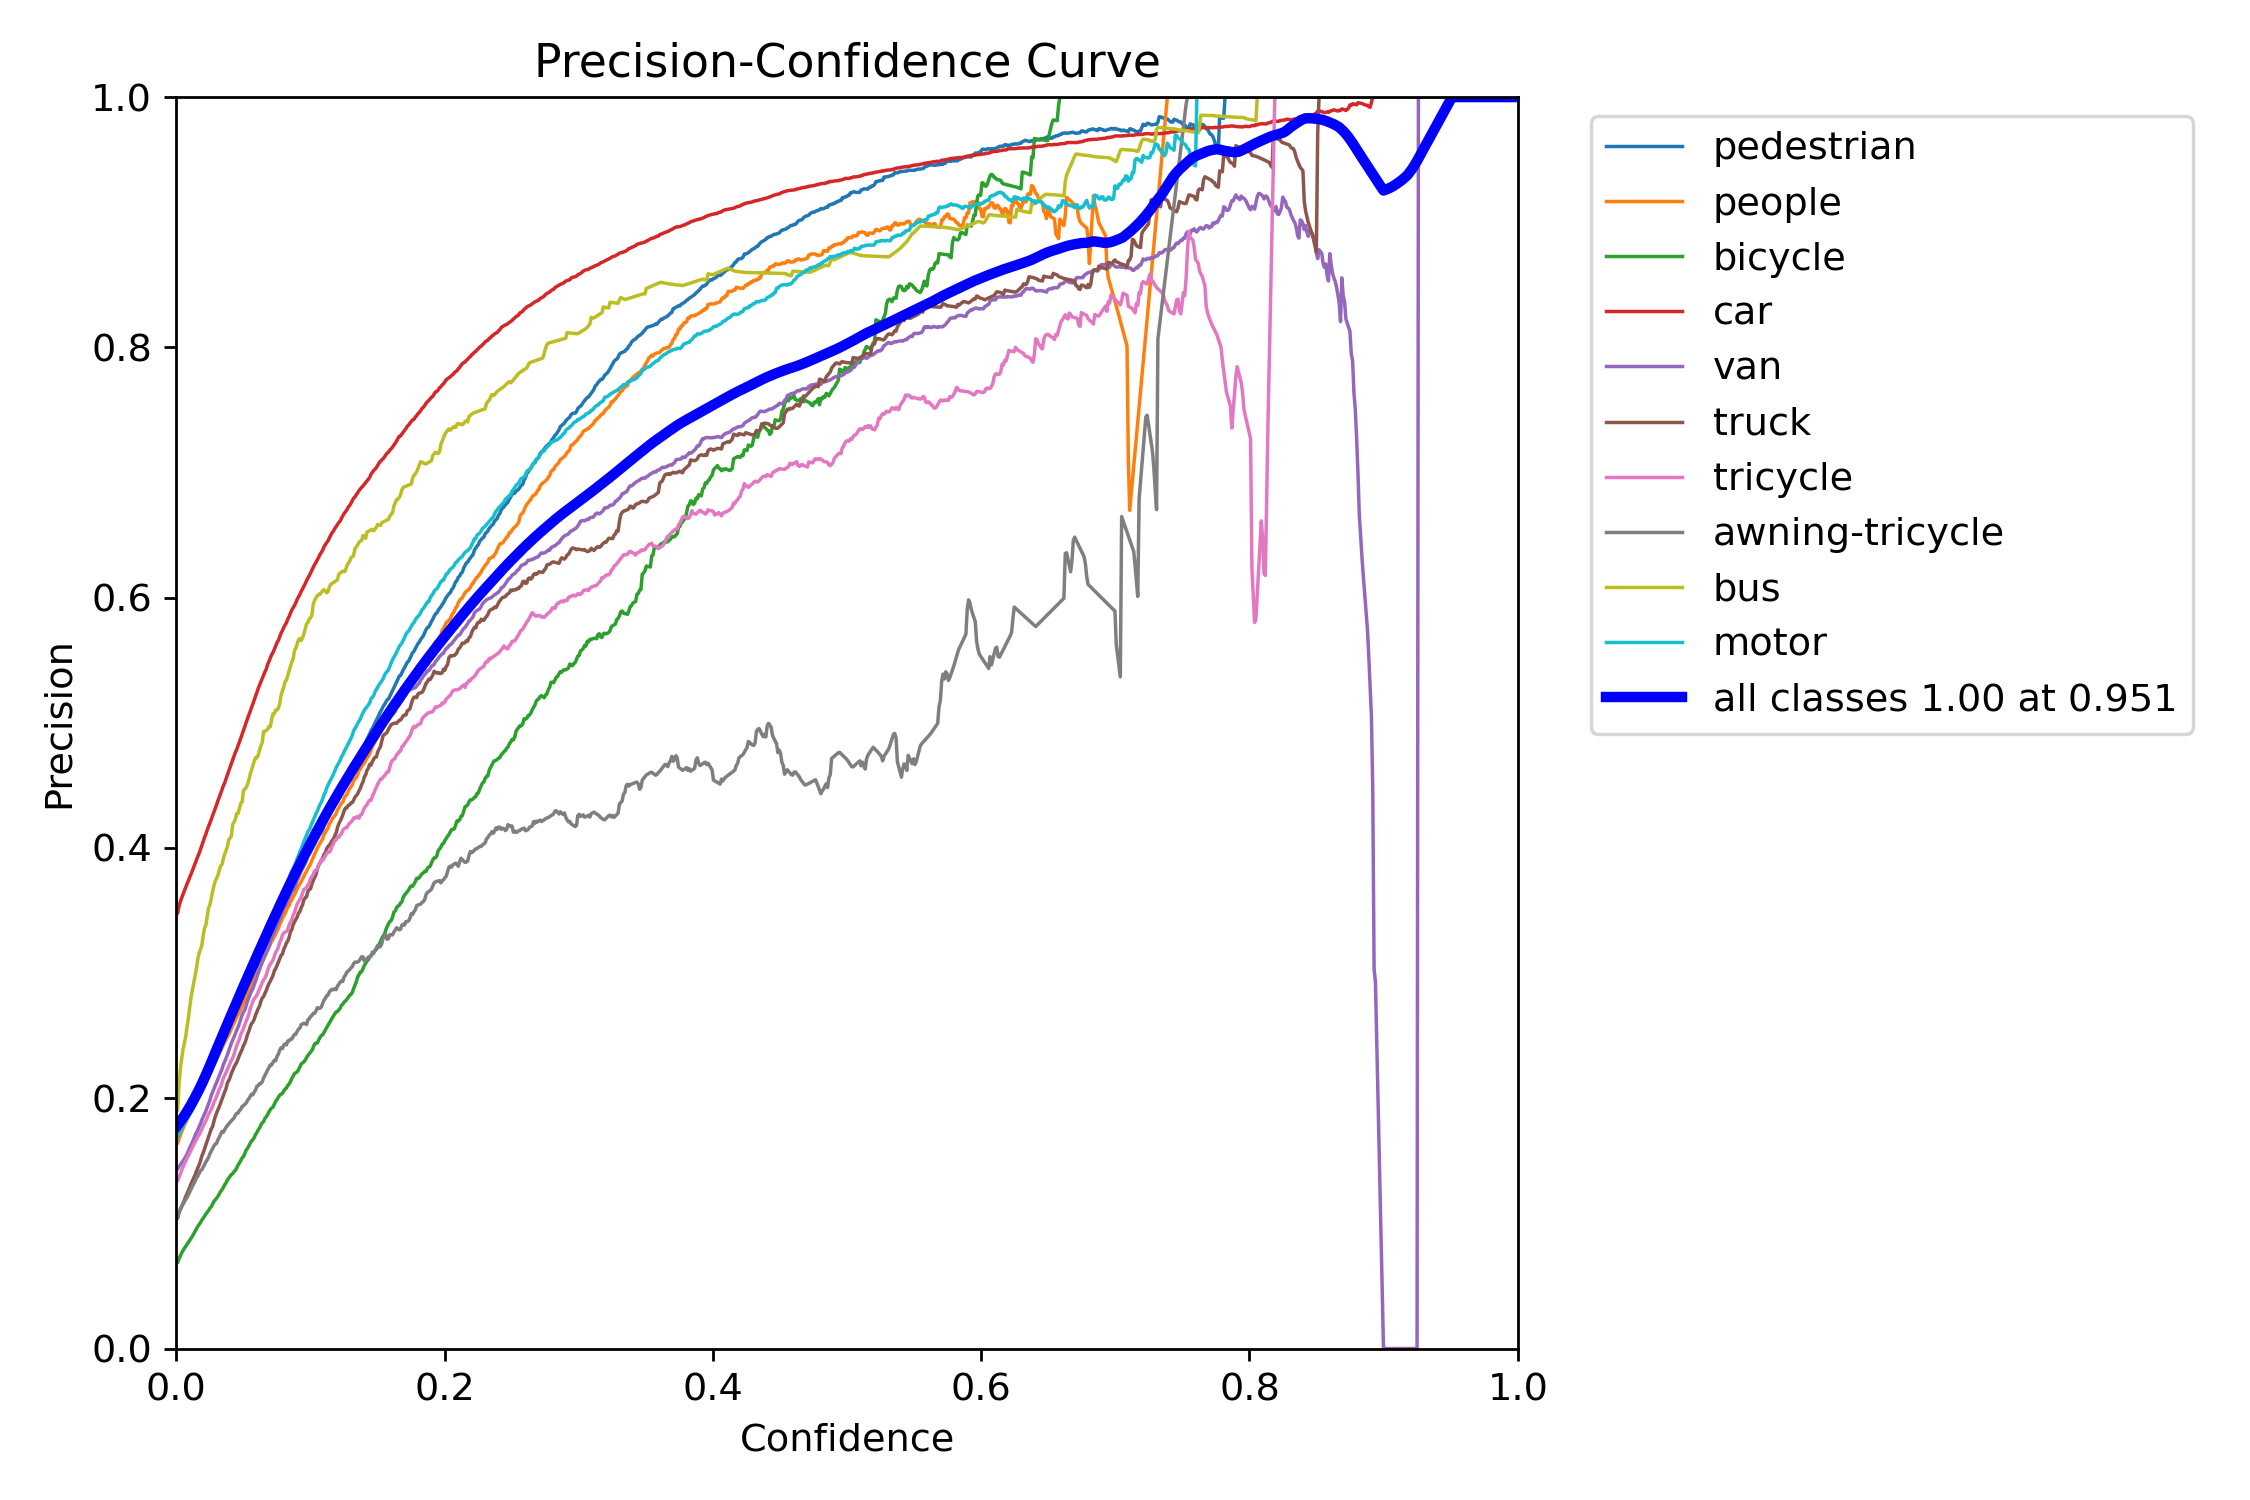 Precision-Confidence Curve
1.0
0.8
0.6
0.4
0.2
0.0
Precision
0.0 0.2 0.4 0.6 0.8 1.0
Confidence
pedestrian
people
bicycle
car
van
truck
tricycle
awning-tricycle
bus
motor
all classes 1.00 at 0.951